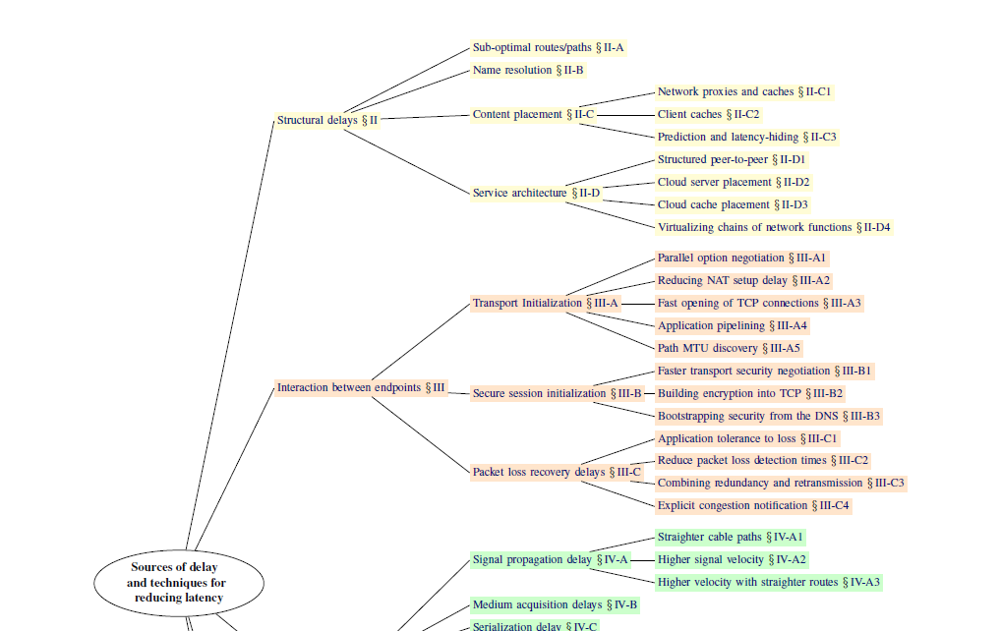 Sub-optimal routes/paths § II-A
Name resolution § II-B
Network proxies and caches § II-C1
Content placement § II-C
Client caches § II-C2
Structural delays § II
Prediction and latency-hiding § II-C3
Structured peer-to-peer § II-D1
Cloud server placement § II-D2
Service architecture § II-D
Cloud cache placement § II-D3
Virtualizing chains of network functions § II-D4
Parallel option negotiation § III-A1
Reducing NAT setup delay § III-A2
Transport Initialization § III-A
Fast opening of TCP connections § III-A3
Application pipelining § III-A4
Path MTU discovery § III-A5
Faster transport security negotiation § III-B1
Interaction between endpoints § III
Secure session initialization § III-B
Building encryption into TCP § III-B2
Bootstrapping security from the DNS § III-B3
Application tolerance to loss § III-C1
Reduce packet loss detection times § III-C2
Packet loss recovery delays § III-C
Combining redundancy and retransmission § III-C3
Explicit congestion notification § III-C4
Straighter cable paths § IV-A1
Signal propagation delay § IV-A
Higher signal velocity § IV-A2
Higher velocity with straighter routes § IV-A3
Sources of delay
and techniques for
reducing latency
Medium acquisition delays § IV-B
Serialization delay § IV-C